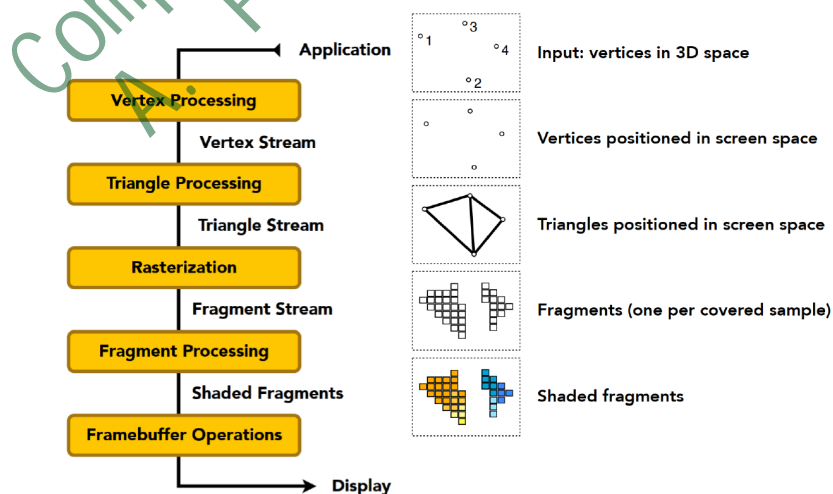 Application
Vertex Processing
Vertex Stream
Triangle Processing
Triangle Stream
Rasterization
Fragment Stream
Fragment Processing
Shaded Fragments
Framebuffer Operations
Display
1
3
4
2
Input: vertices in 3D space
Vertices positioned in screen space
Triangles positioned in screen space
Fragments (one per covered sample)
Shaded fragments